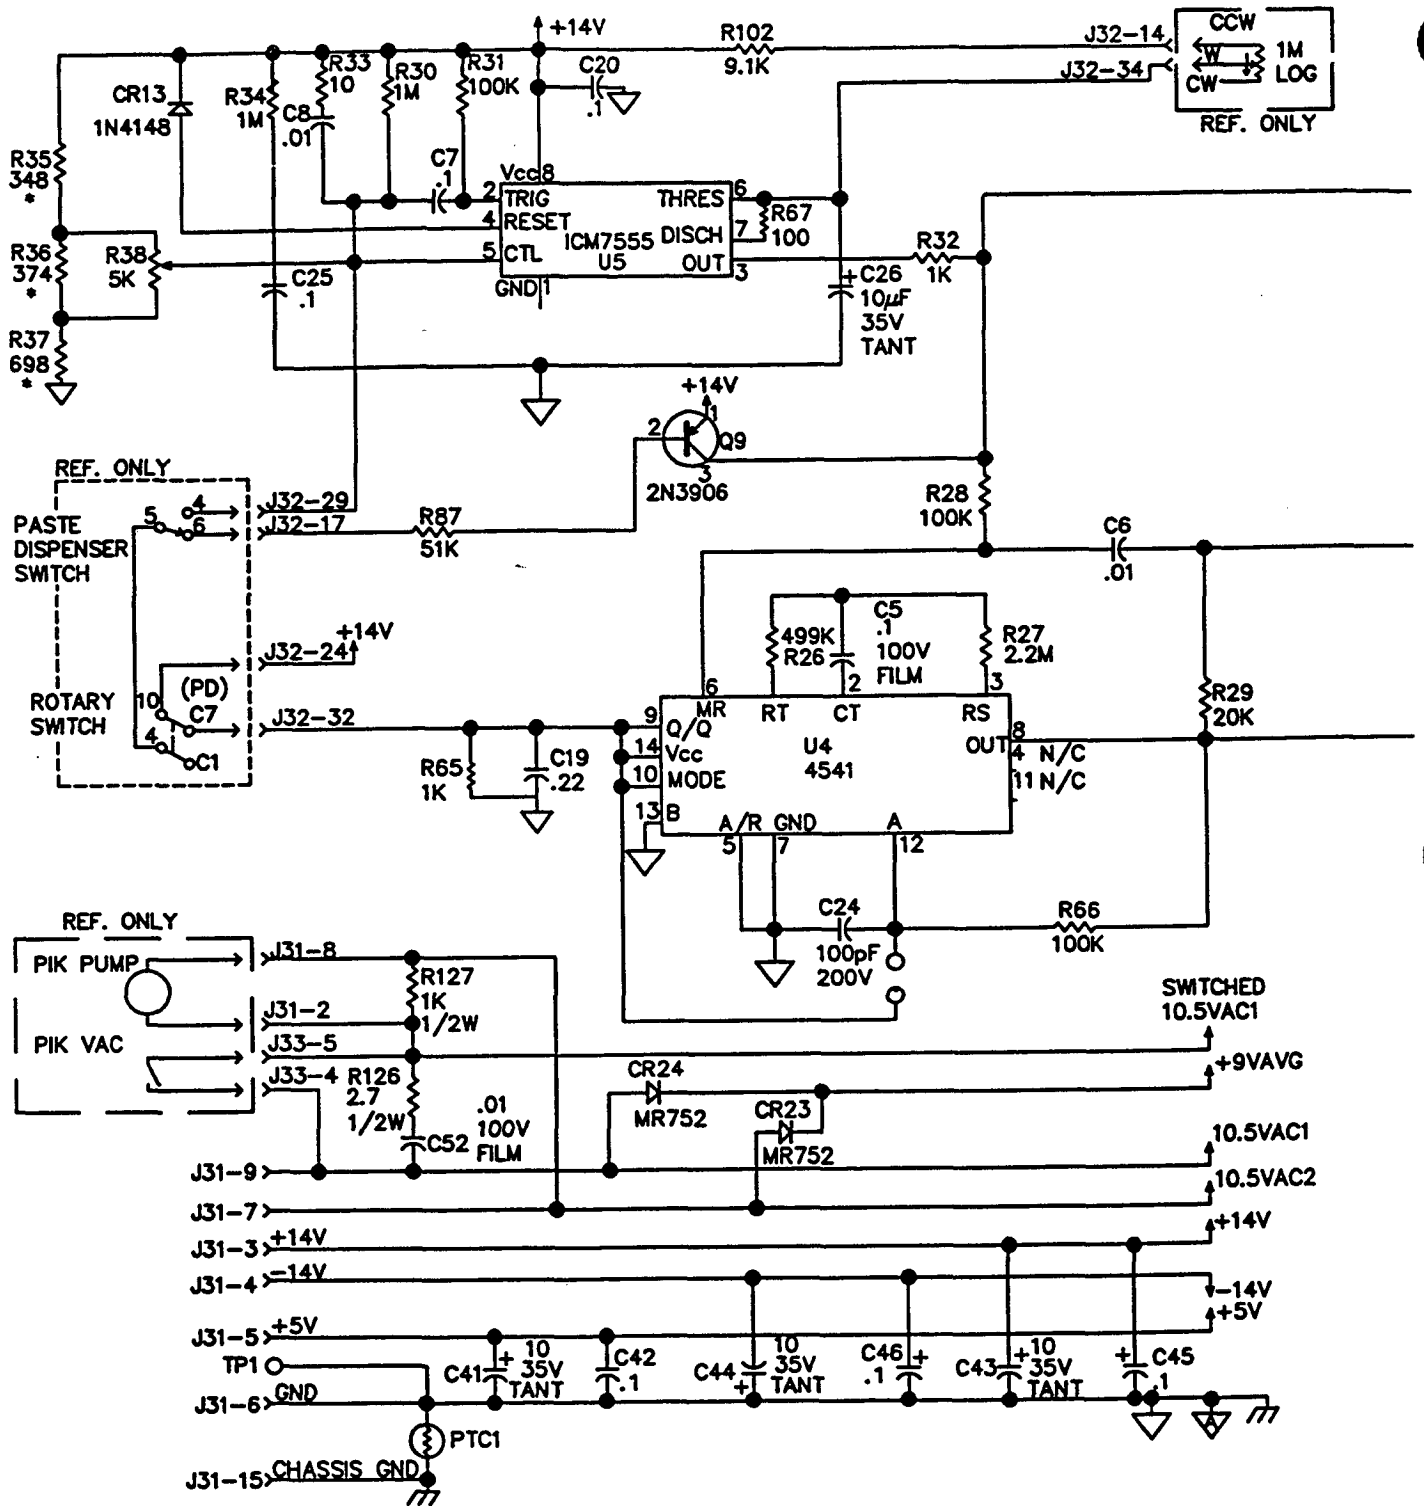 +14V
R102
9.1K
J32-14
CCW
W
CW
1M
LOG
J32-34
REF. ONLY
CR13
1N4148
R34
1M
R33
10
C8
.01
R30
1M
R31
100K
C20
.1
R35
348
*
C7
.1
Vcc
8
2
TRIG
4
RESET
5
CTL
ICM7555
U5
THRES
6
DISCH
7
OUT
3
GND
1
R67
100
R32
1K
R36
374
*
R38
5K
C25
.1
C26
+
10µF
35V
TANT
R37
698
*
+14V
1
2
Q9
3
2N3906
REF. ONLY
PASTE
DISPENSER
SWITCH
5
4
6
J32-29
J32-17
R87
51K
R28
100K
C6
.01
J32-24
+14V
ROTARY
SWITCH
10
(PD)
C7
4
C1
J32-32
499K
R26
C5
.1
100V
FILM
R27
2.2M
R29
20K
6
MR
RT
2
CT
3
RS
9
Q/Q
14
Vcc
10
MODE
13
B
U4
4541
OUT
8
4
N/C
11
N/C
A/R
5
GND
7
A
12
R65
1K
C19
.22
C24
100pF
200V
R66
100K
REF. ONLY
PIK PUMP
PIK VAC
J31-8
R127
1K
1/2W
J31-2
J33-5
J33-4
R126
2.7
1/2W
C52
.01
100V
FILM
SWITCHED
10.5VAC1
+9VAVG
CR24
MR752
CR23
MR752
10.5VAC1
J31-9
10.5VAC2
J31-7
+14V
J31-3
+14V
J31-4
-14V
-14V
+5V
J31-5
+5V
TP1
C41
+
10
35V
TANT
C42
.1
C44
+
10
35V
TANT
C46
+
.1
C43
+
10
35V
TANT
C45
+
.1
J31-6
GND
A
PTC1
J31-15
CHASSIS GND